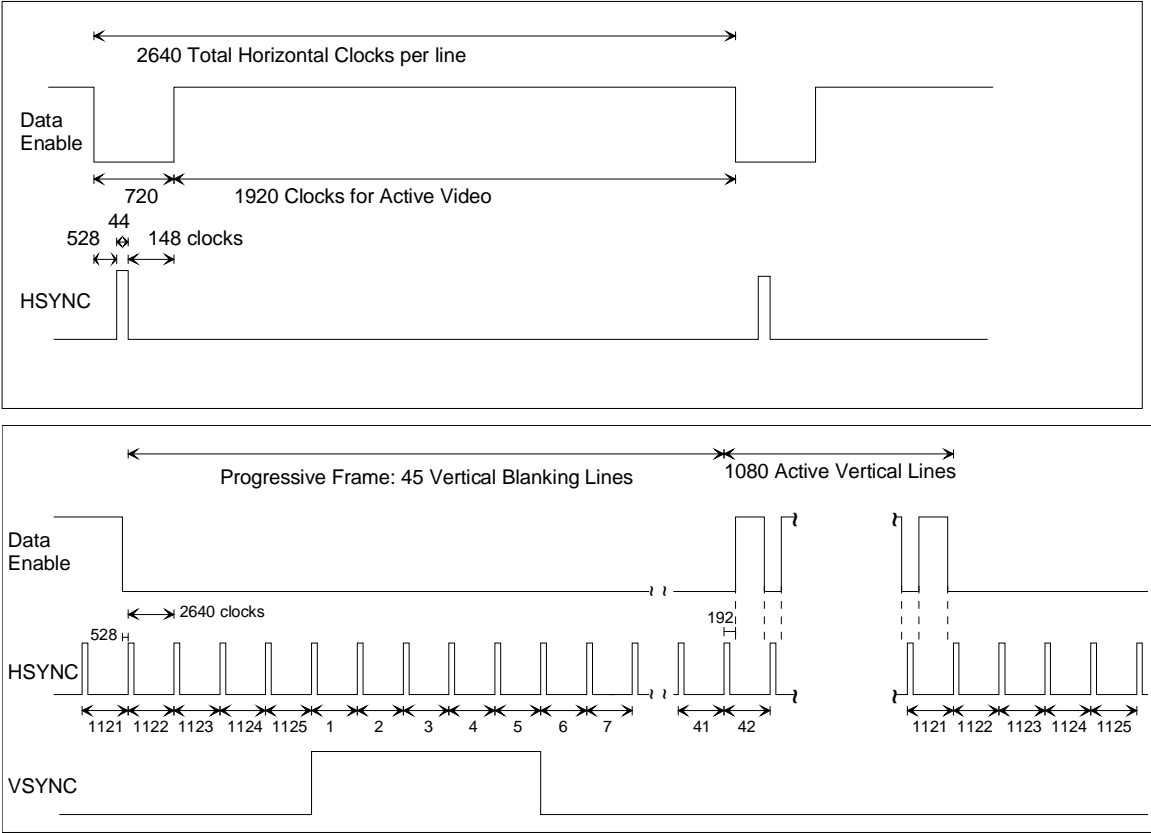 2640 Total Horizontal Clocks per line
Data
Enable
720
1920 Clocks for Active Video
44
528
148 clocks
HSYNC
Progressive Frame: 45 Vertical Blanking Lines
1080 Active Vertical Lines
Data
Enable
2640 clocks
192
528
HSYNC
1121 1122 1123 1124 1125 1 2 3 4 5 6 7 41 42 1121 1122 1123 1124 1125
VSYNC